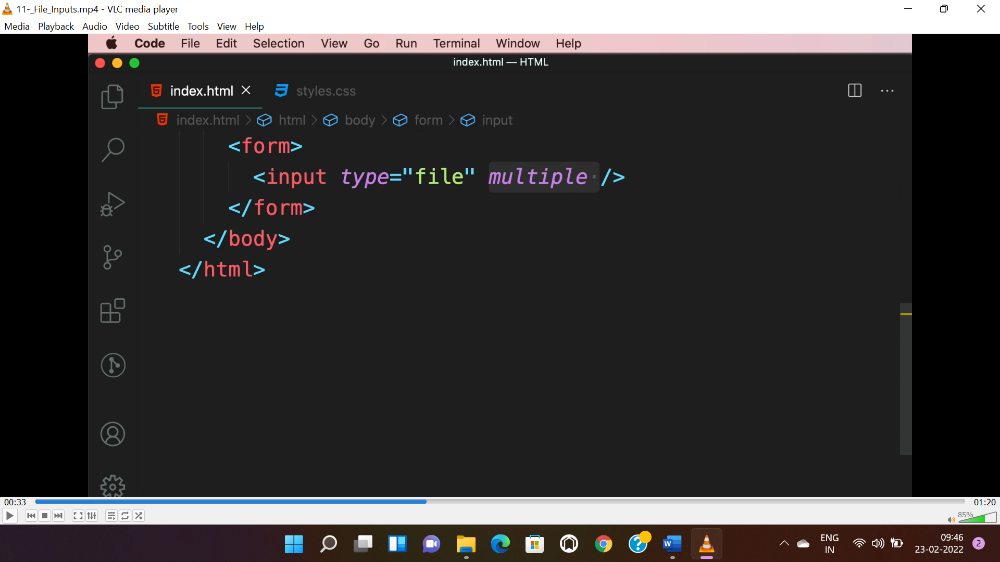 11-_File_Inputs.mp4 - VLC media player
Media Playback Audio Video Subtitle Tools View Help
Code File Edit Selection View Go Run Terminal Window Help
index.html — HTML
index.html styles.css
index.html > html > body > form > input
<form>
<input type="file" multiple />
</form>
</body>
</html>
00:33 01:20
85%
ENG
IN
09:46
23-02-2022
2